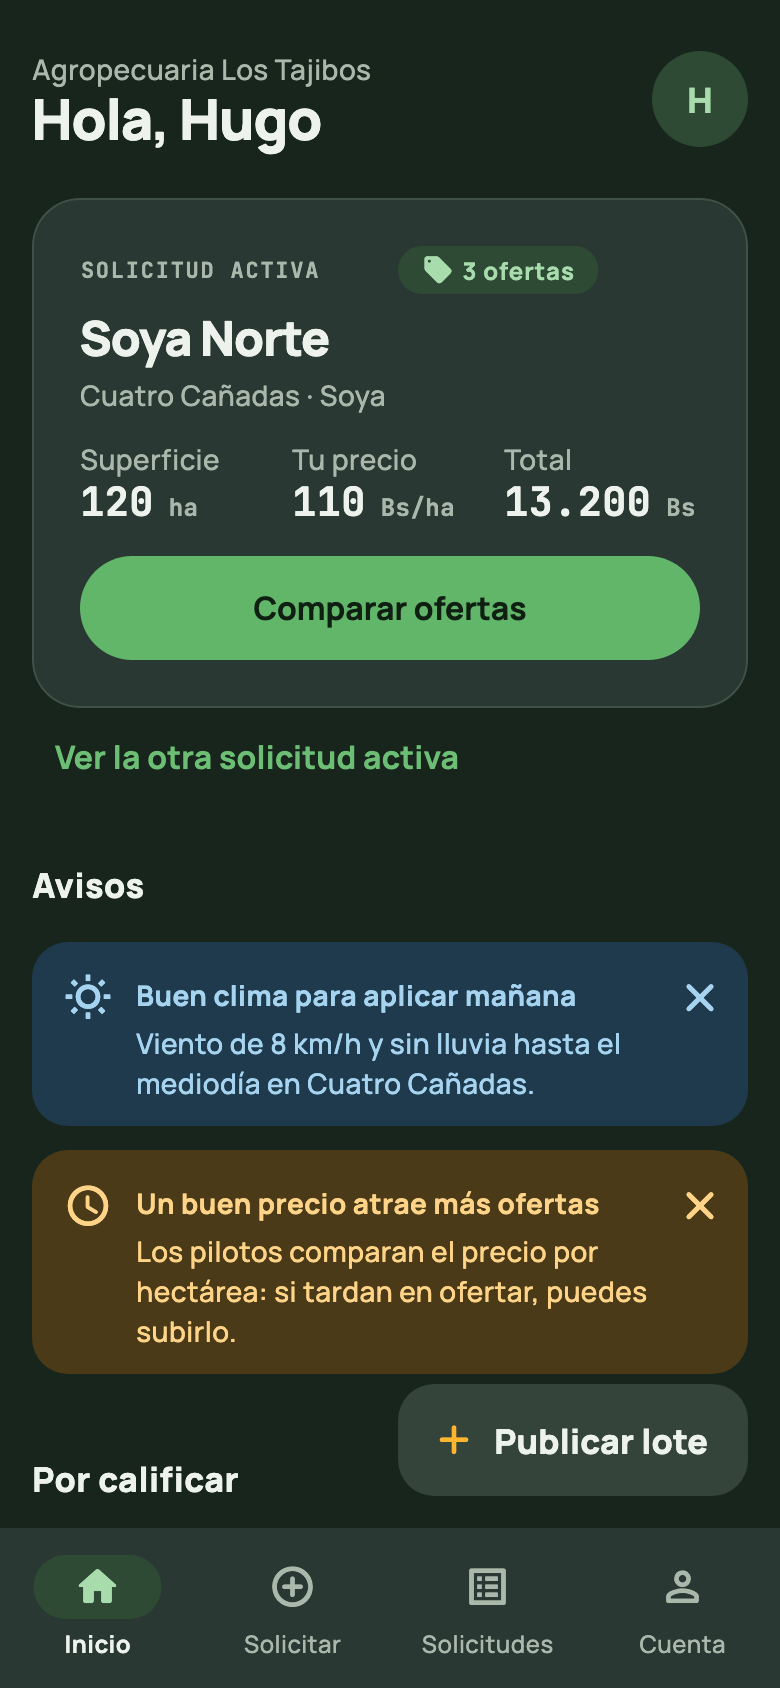 Agropecuaria Los Tajibos
Hola, Hugo
H
SOLICITUD ACTIVA
3 ofertas
Soya Norte
Cuatro Cañadas · Soya
Superficie Tu precio Total
120 ha 110 Bs/ha 13.200 Bs
Comparar ofertas
Ver la otra solicitud activa
Avisos
Buen clima para aplicar mañana
Viento de 8 km/h y sin lluvia hasta el
mediodía en Cuatro Cañadas.
Un buen precio atrae más ofertas
Los pilotos comparan el precio por
hectárea: si tardan en ofertar, puedes
subirlo.
Publicar lote
Por calificar
Inicio Solicitar Solicitudes Cuenta